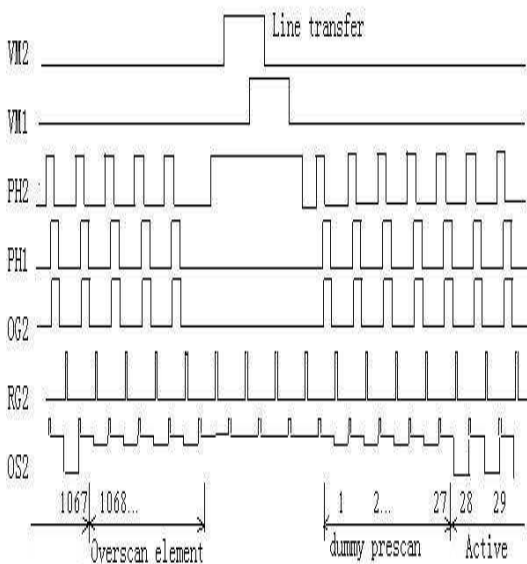 Line transfer
VM2
VM1
PH2
PH1
OG2
RG2
OS2
1067 1068... 1 2... 27 28 29
Overscan element dummy prescan Active